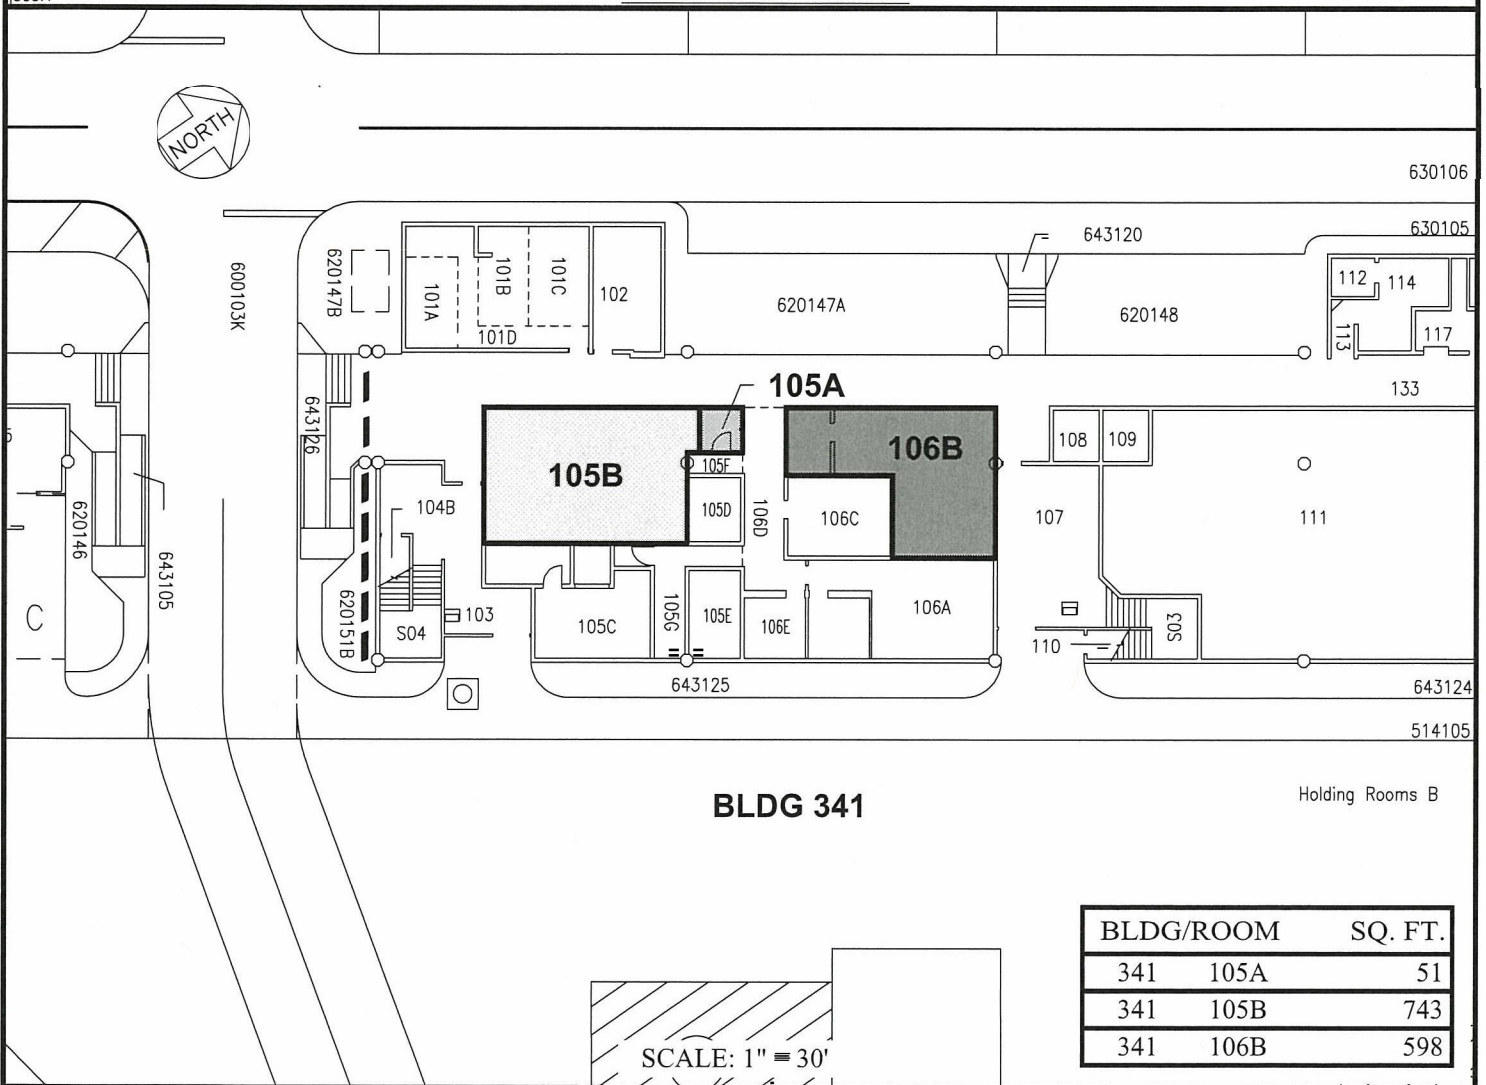 NORTH
630106
630105
643120
600103K
620147B
101A
101B
101C
102
101D
620147A
620148
112
114
113
117
133
105A
643126
105B
105F
105D
106D
106B
106C
108
109
107
111
620146
643105
104B
C
620151B
S04
103
105C
105G
105E
106E
106A
110
S03
643125
643124
514105
BLDG 341
Holding Rooms B
BLDG/ROOM SQ. FT.
341 105A 51
341 105B 743
341 106B 598
SCALE: 1" = 30'